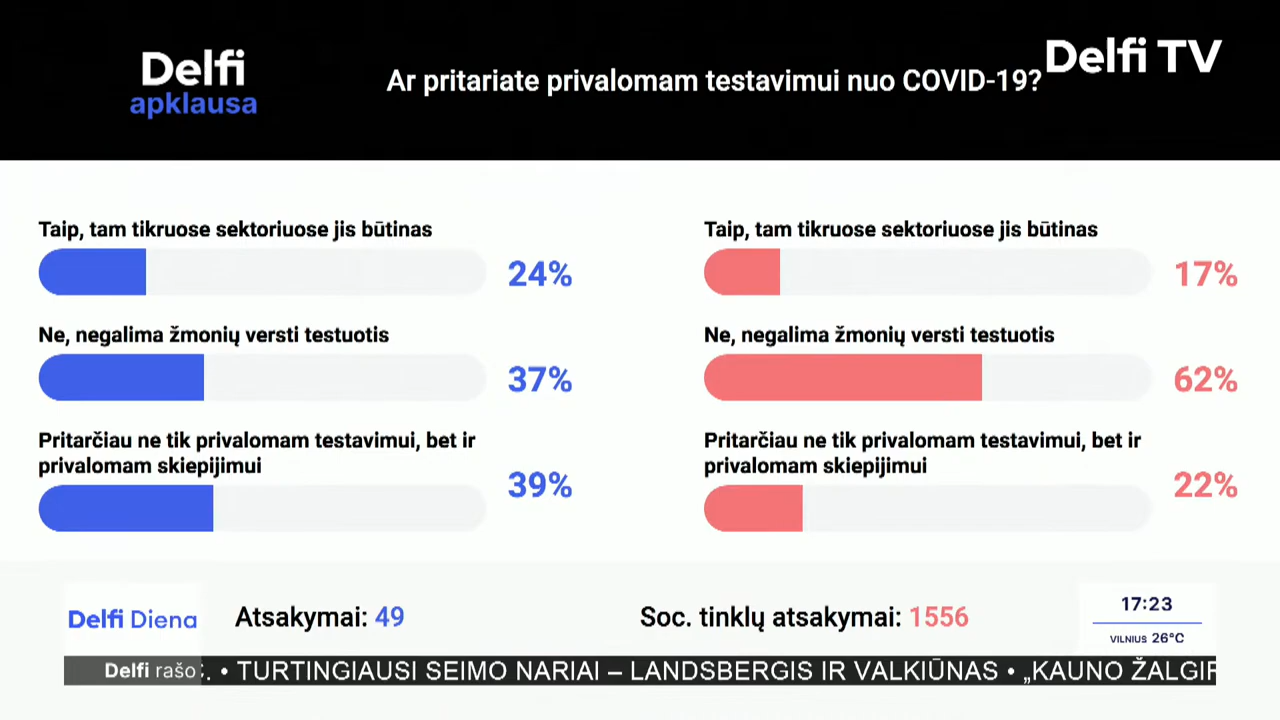 Delfi
apklausa
Ar pritariate privalomam testavimui nuo COVID-19?
Delfi TV
Taip, tam tikruose sektoriuose jis būtinas
24%
Ne, negalima žmonių versti testuotis
37%
Pritarčiau ne tik privalomam testavimui, bet ir
privalomam skiepijimui
39%
Taip, tam tikruose sektoriuose jis būtinas
17%
Ne, negalima žmonių versti testuotis
62%
Pritarčiau ne tik privalomam testavimui, bet ir
privalomam skiepijimui
22%
Delfi Diena
Atsakymai: 49
Soc. tinklų atsakymai: 1556
17:23
VILNIUS 26°C
Delfi rašo • TURTINGIAUSI SEIMO NARIAI – LANDSBERGIS IR VALKIŪNAS • „KAUNO ŽALGIR